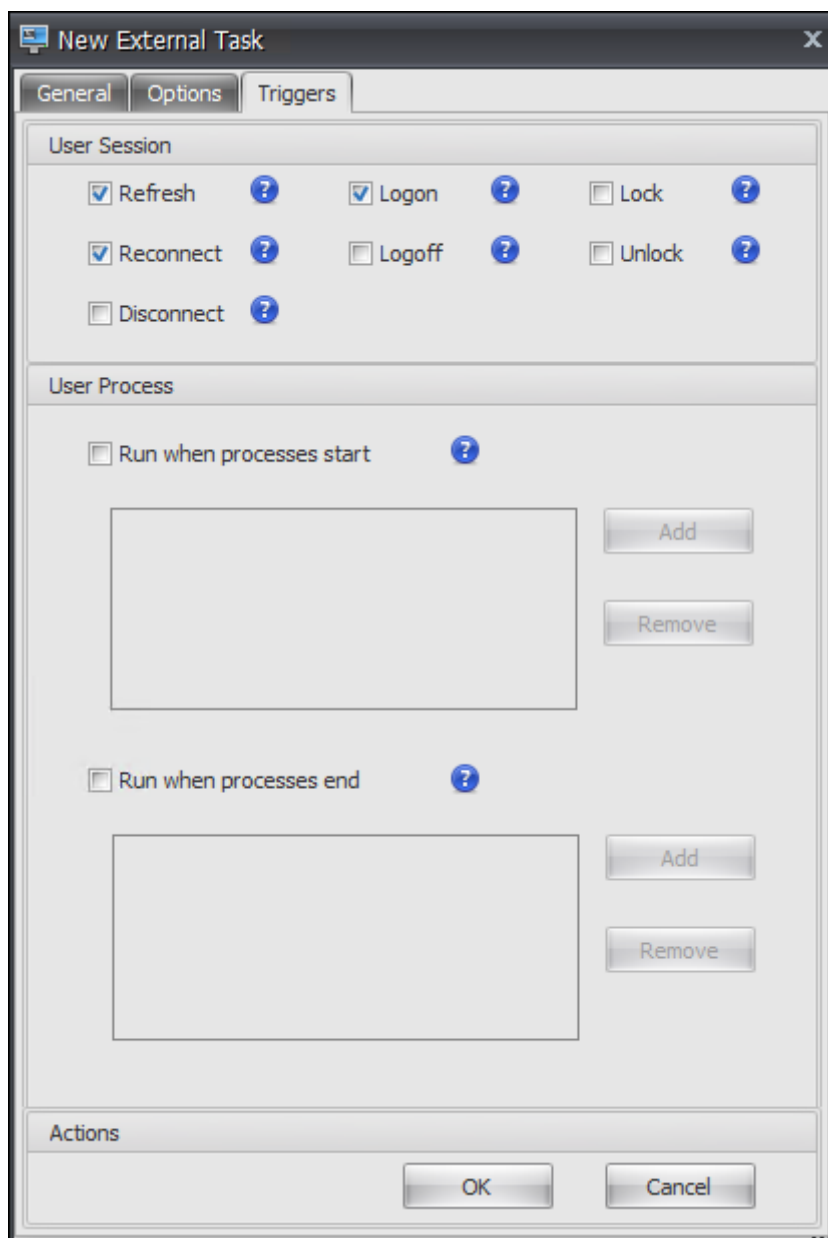 New External Task
General Options Triggers
User Session
Refresh ? Logon ? Lock ?
Reconnect ? Logoff ? Unlock ?
Disconnect ?
User Process
Run when processes start ?
Add
Remove
Run when processes end ?
Add
Remove
Actions
OK Cancel